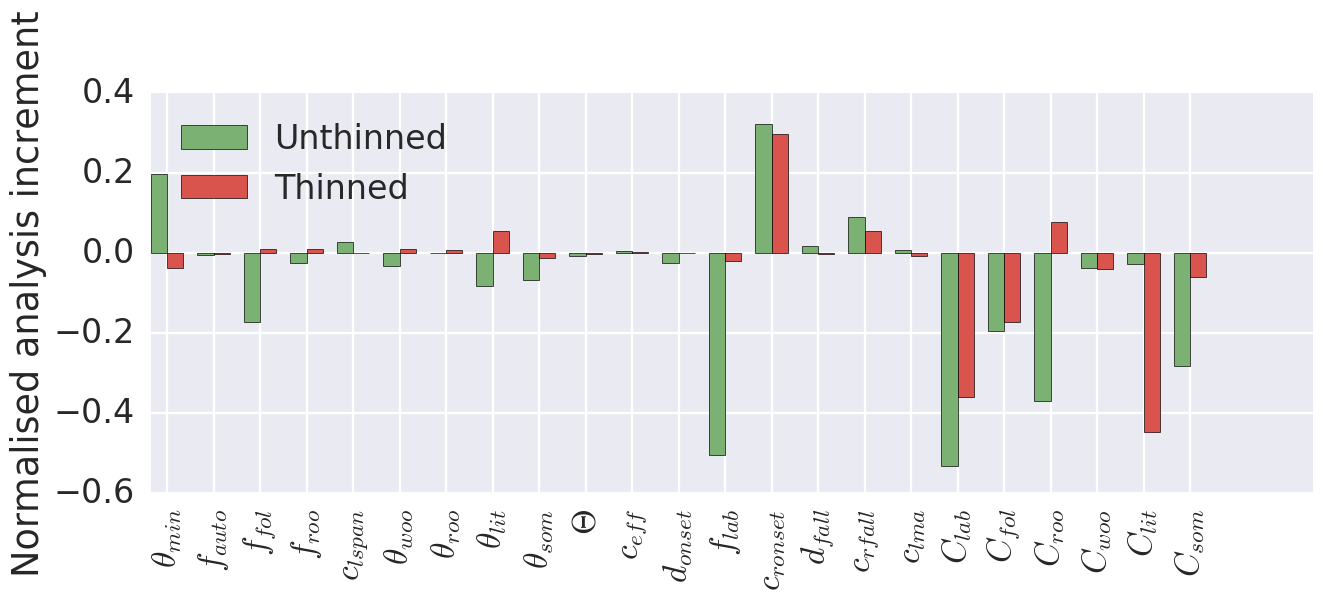 Normalised analysis increment
0.4
0.2
0.0
−0.2
−0.4
−0.6
Unthinned
Thinned
θ_min
f_auto
f_fol
f_roo
c_lspan
θ_woo
θ_roo
θ_lit
θ_som
Θ
c_eff
d_onset
f_lab
c_ronset
d_fall
c_rfall
c_lma
C_lab
C_fol
C_roo
C_woo
C_lit
C_som